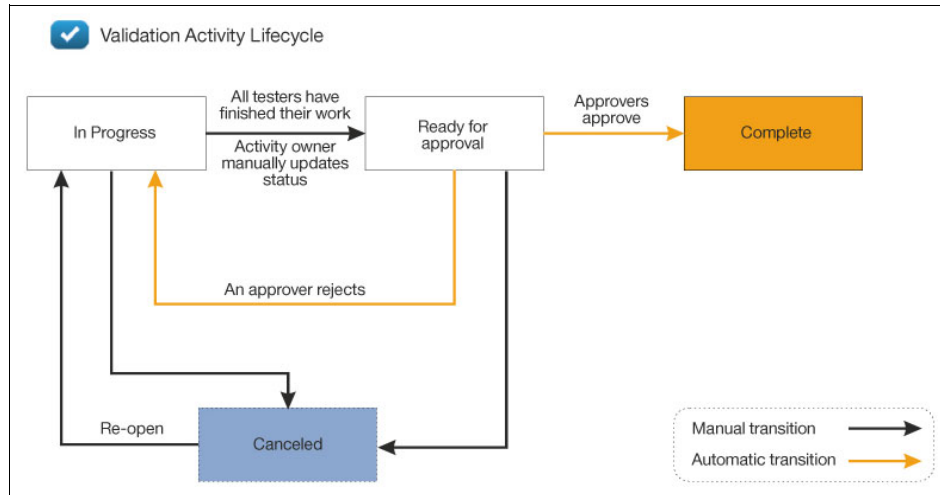 Validation Activity Lifecycle
All testers have
finished their work
Activity owner
manually updates
status
In Progress
Ready for
approval
Approvers
approve
Complete
An approver rejects
Re-open
Canceled
Manual transition
Automatic transition